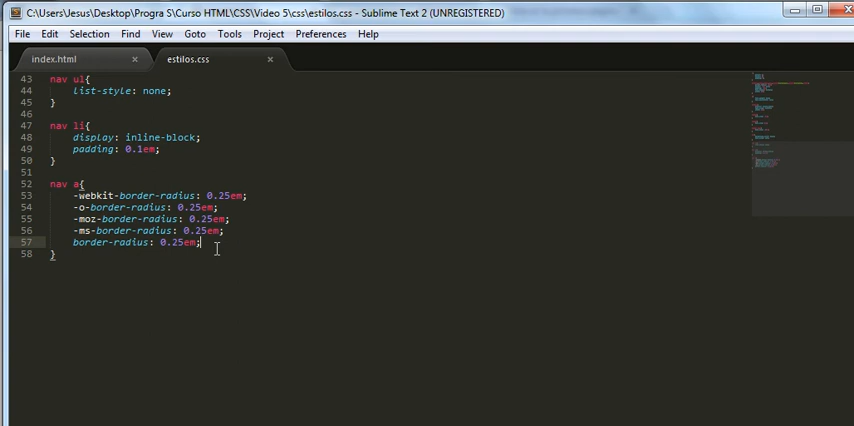 C:\Users\Jesus\Desktop\Progra S\Curso HTML\CSS\Video 5\css\estilos.css - Sublime Text 2 (UNREGISTERED)
File Edit Selection Find View Goto Tools Project Preferences Help
index.html × estilos.css ×
43 nav ul{
44 list-style: none;
45 }
46
47 nav li{
48 display: inline-block;
49 padding: 0.1em;
50 }
51
52 nav a{
53 -webkit-border-radius: 0.25em;
54 -o-border-radius: 0.25em;
55 -moz-border-radius: 0.25em;
56 -ms-border-radius: 0.25em;
57 border-radius: 0.25em;
58 }